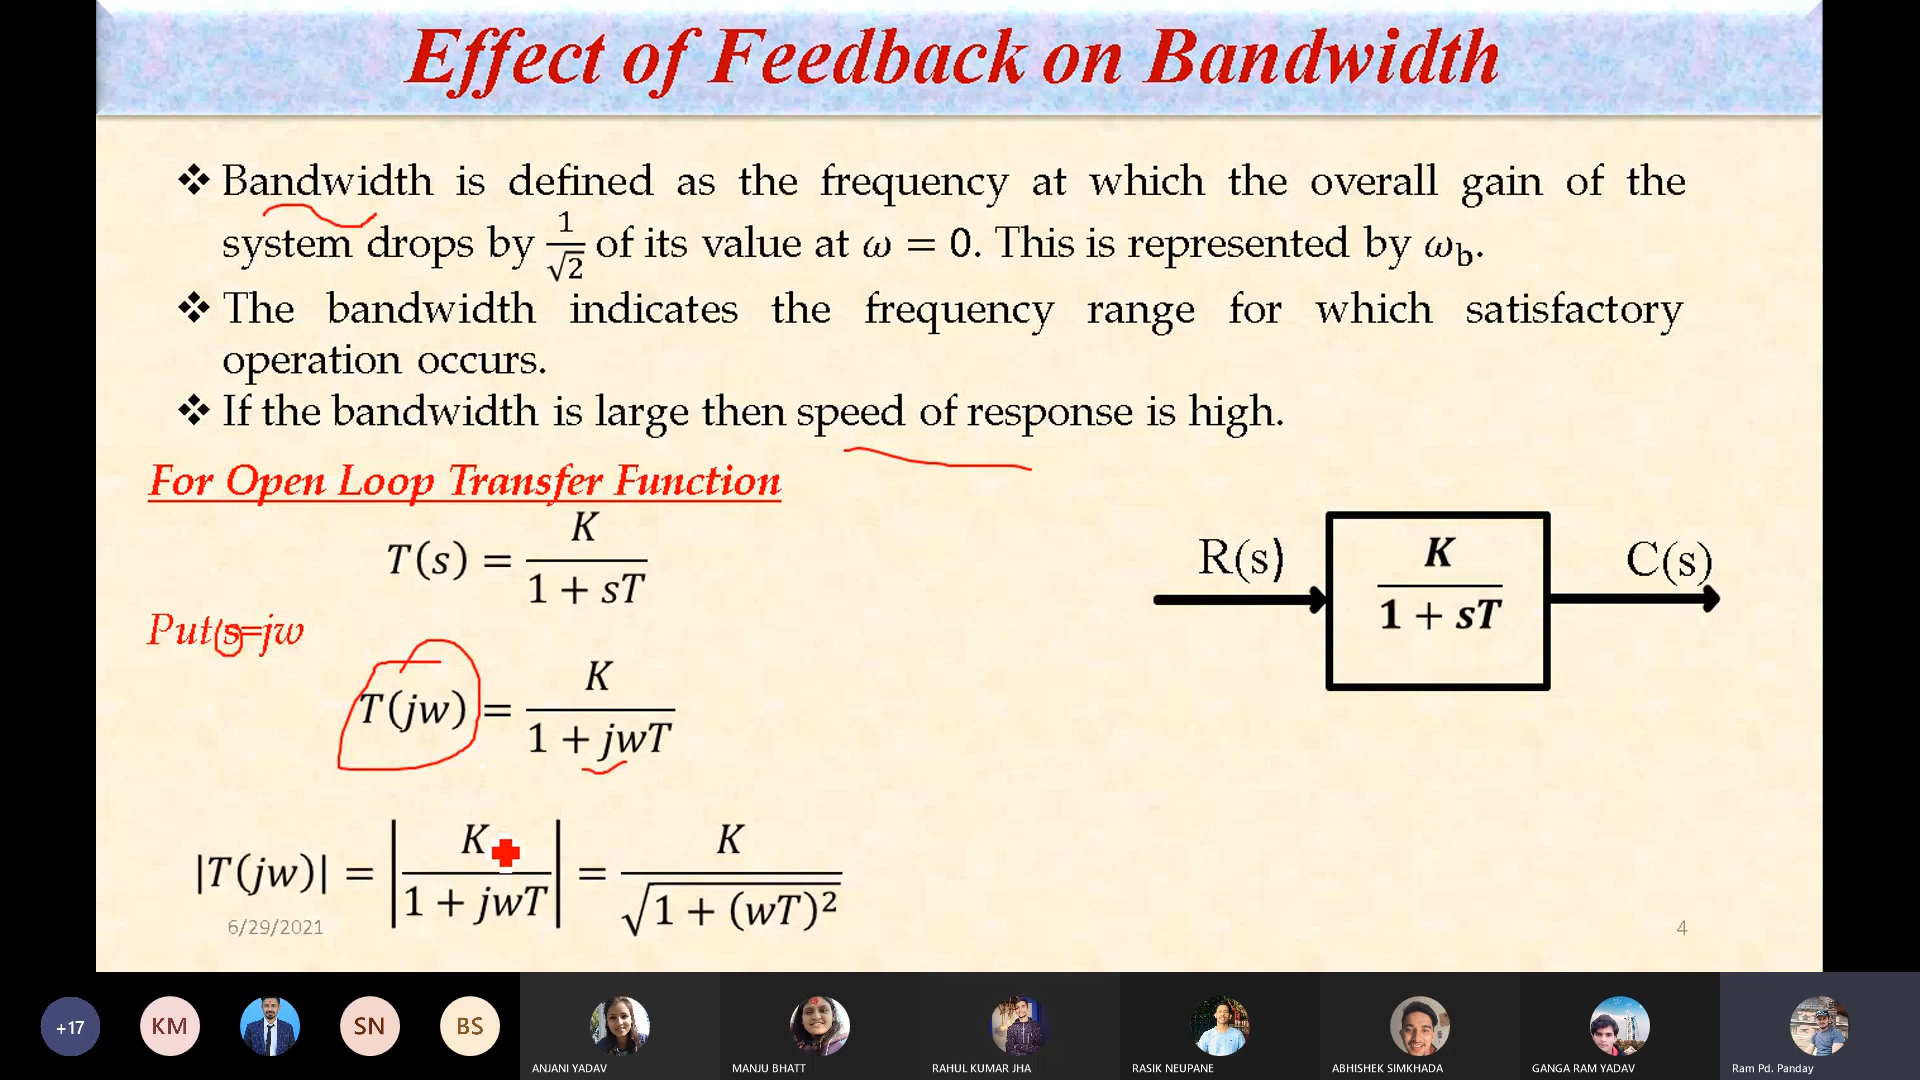 Effect of Feedback on Bandwidth
❖ Bandwidth is defined as the frequency at which the overall gain of the
system drops by 1/√2 of its value at ω = 0. This is represented by ω_b.
❖ The bandwidth indicates the frequency range for which satisfactory
operation occurs.
❖ If the bandwidth is large then speed of response is high.
For Open Loop Transfer Function
T(s) = K/(1 + sT)
R(s)
K/(1 + sT)
C(s)
Put s=jw
T(jw) = K/(1 + jwT)
|T(jw)| = |K/(1 + jwT)| = K/√(1 + (wT)²)
6/29/2021
4
+17
KM
SN
BS
ANJANI YADAV
MANJU BHATT
RAHUL KUMAR JHA
RASIK NEUPANE
ABHISHEK SIMKHADA
GANGA RAM YADAV
Ram Pd. Panday